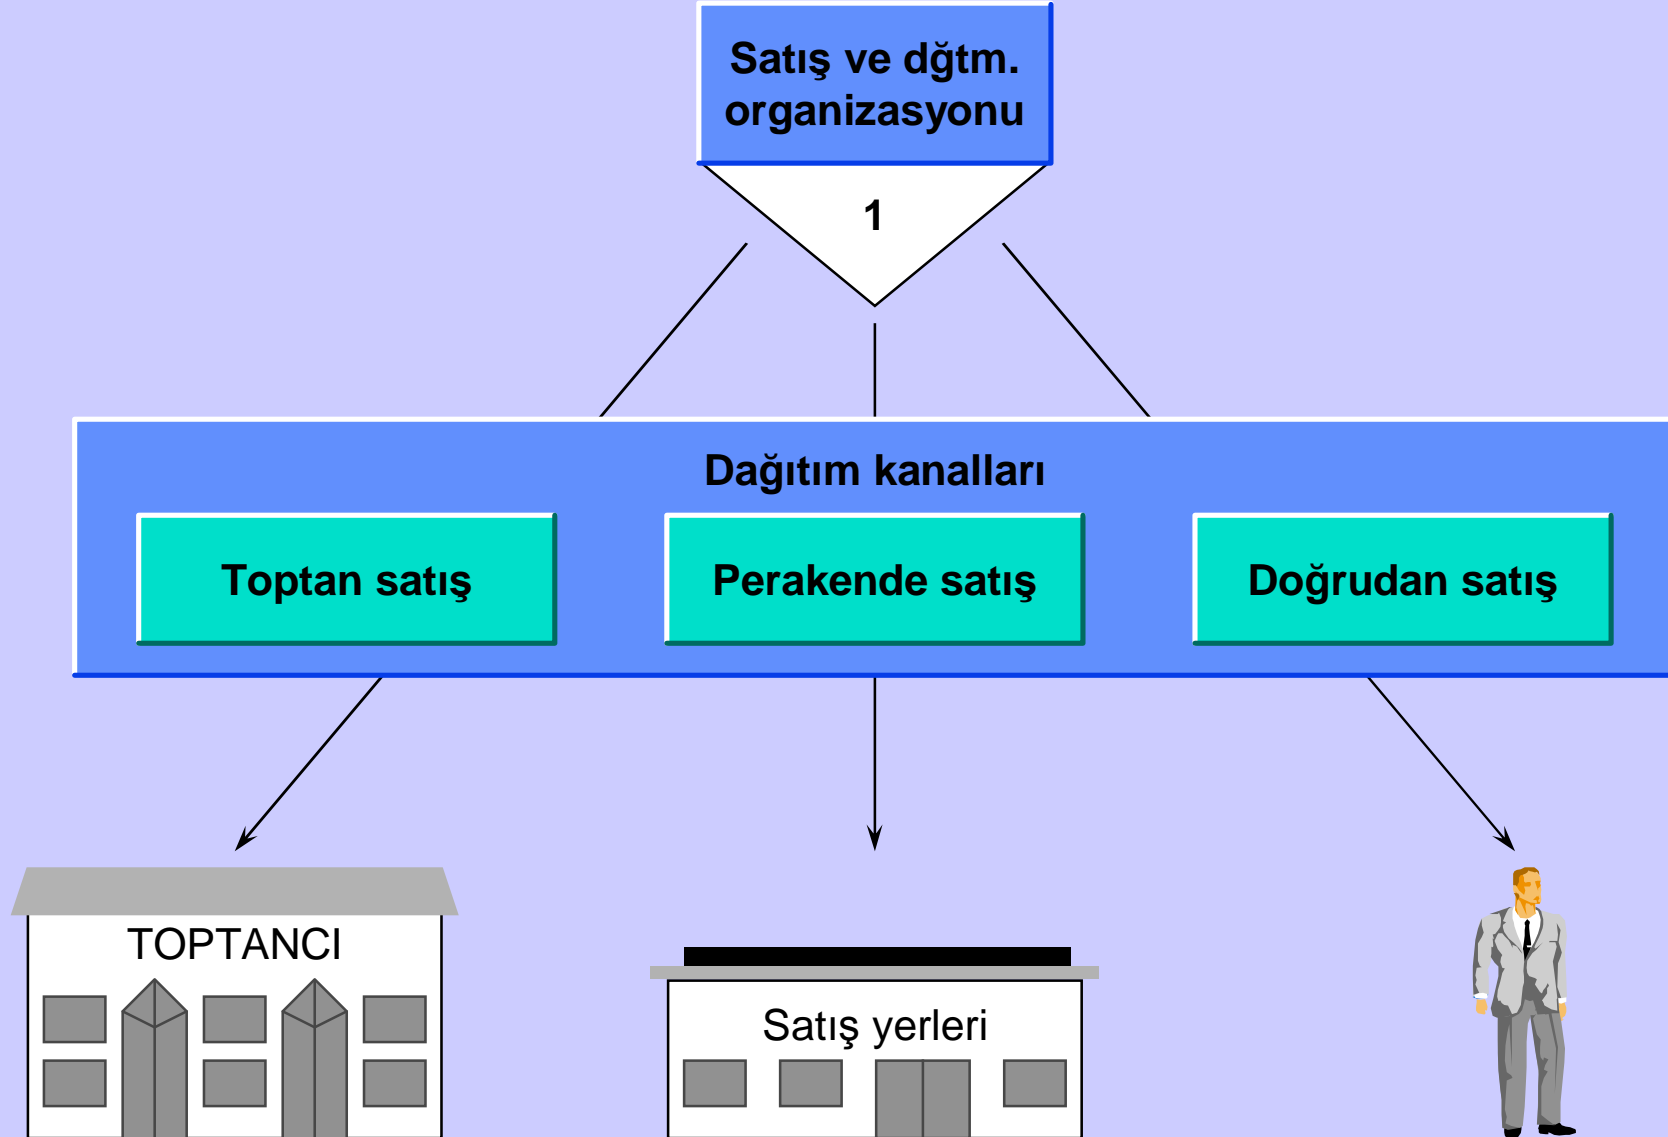 Satış ve dğtm.
organizasyonu
1
Dağıtım kanalları
Toptan satış
Perakende satış
Doğrudan satış
TOPTANCI
Satış yerleri